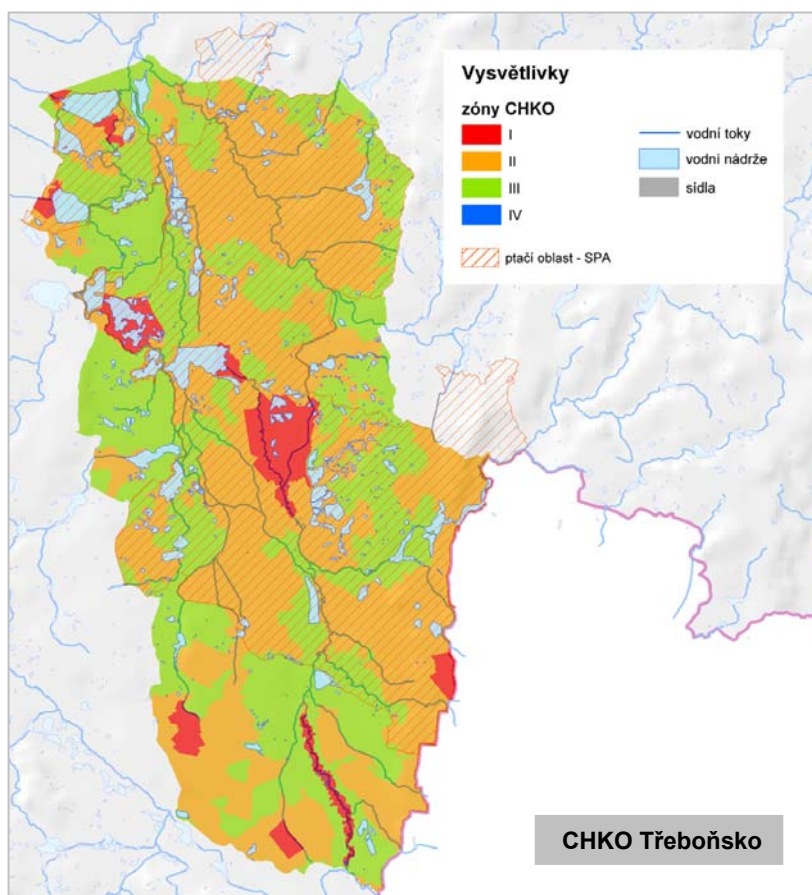 Vysvětlivky
zóny CHKO
I
II
III
IV
vodní toky
vodní nádrže
sídla
ptačí oblast - SPA
CHKO Třeboňsko